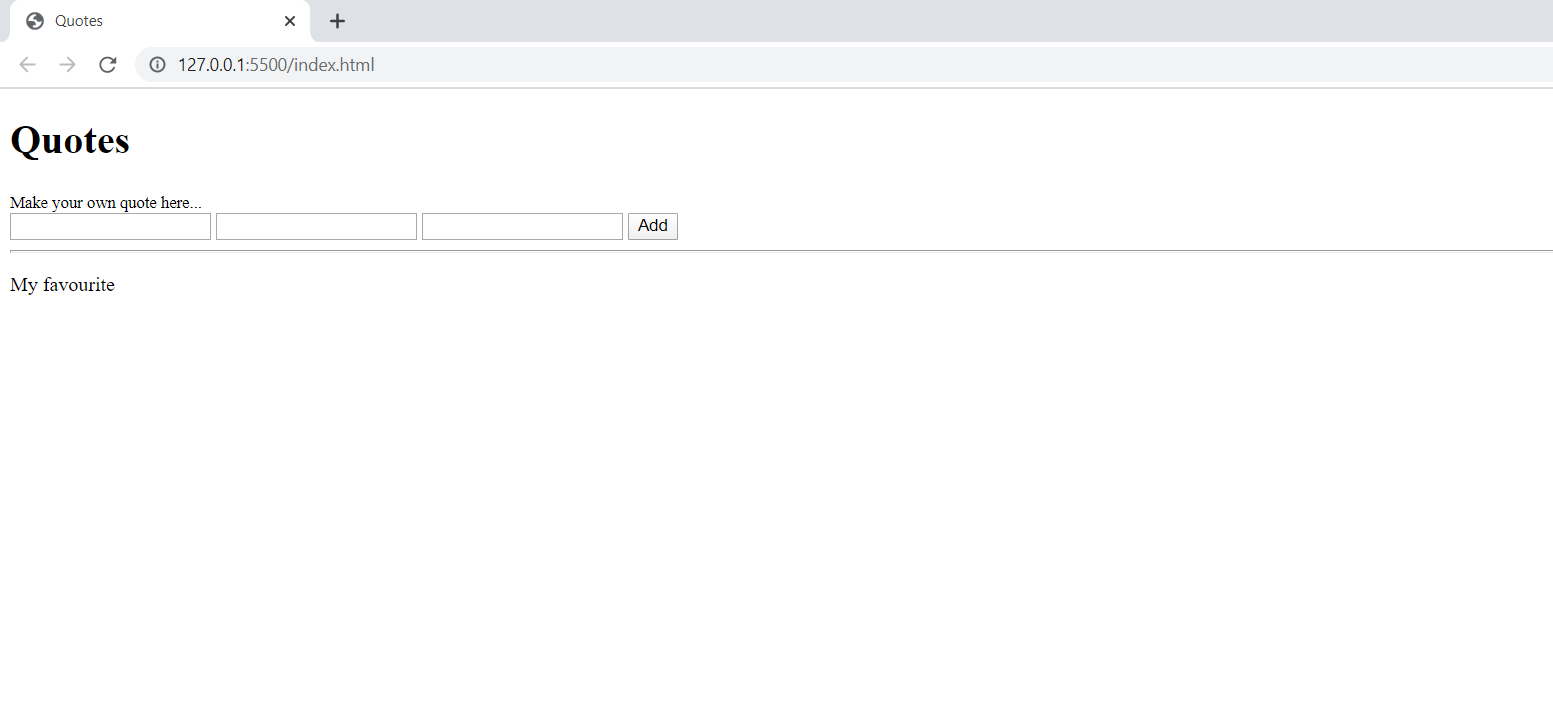 Quotes
127.0.0.1:5500/index.html
Quotes
Make your own quote here...
Add
My favourite